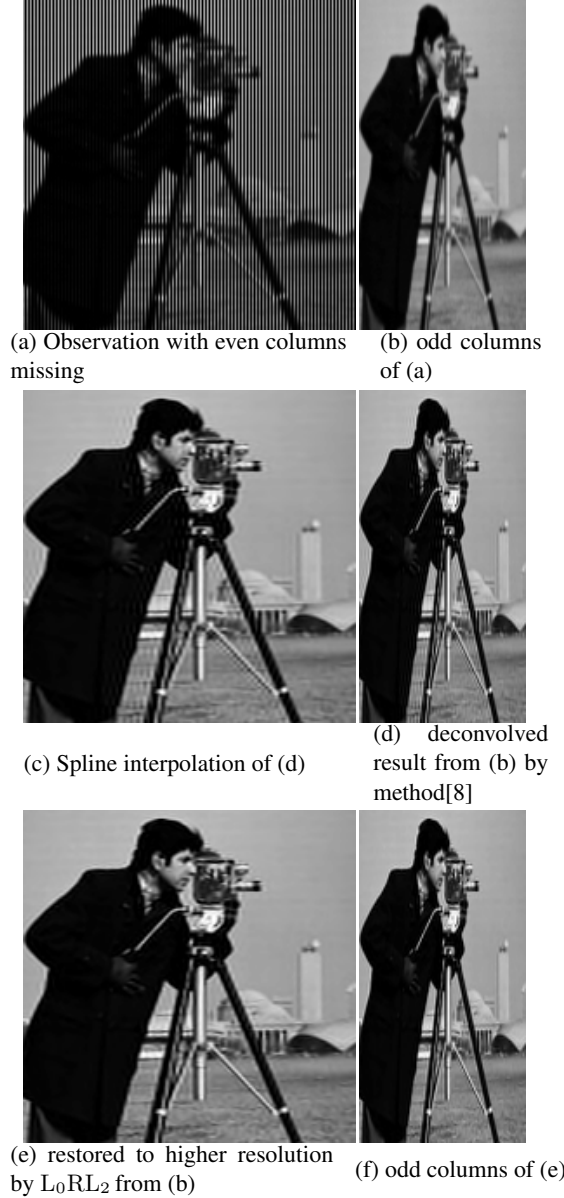 (a) Observation with even columns
missing
(b) odd columns
of (a)
(c) Spline interpolation of (d)
(d) deconvolved
result from (b) by
method[8]
(e) restored to higher resolution
by L₀RL₂ from (b)
(f) odd columns of (e)